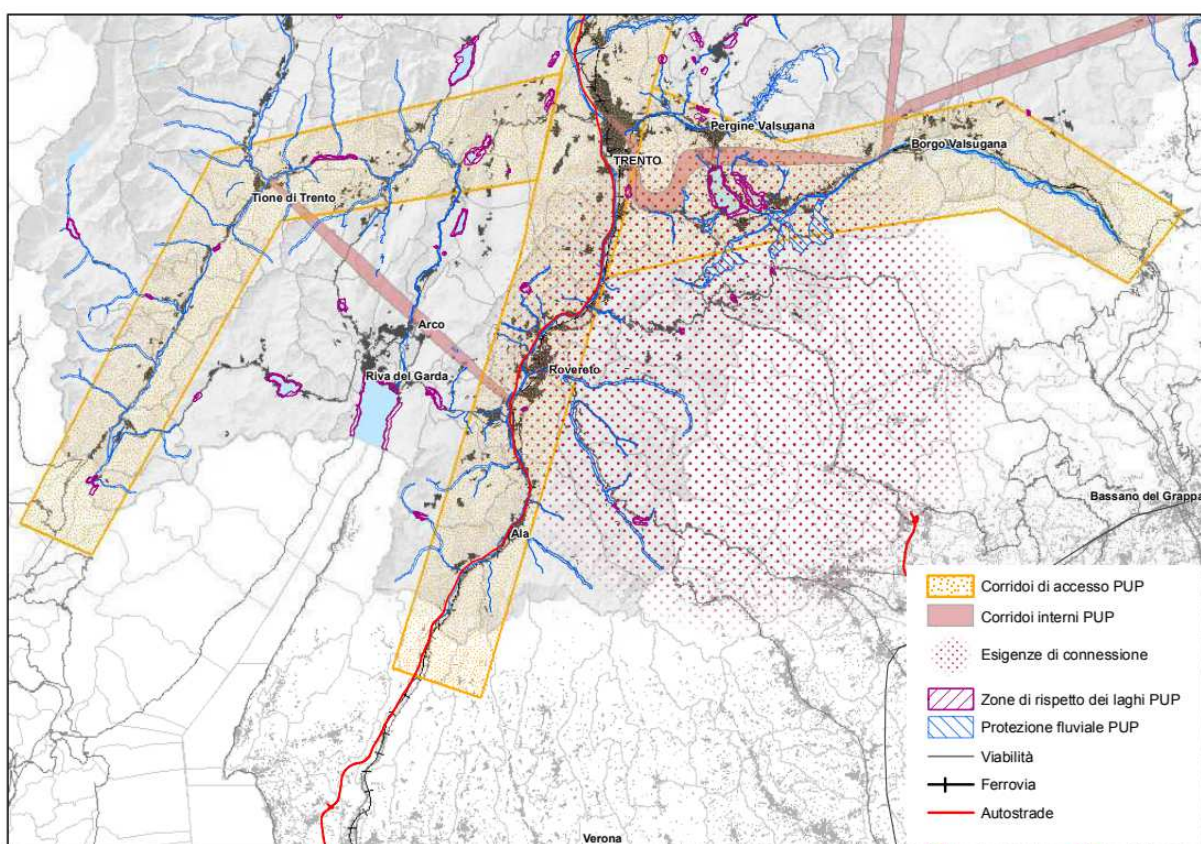 Pergine Valsugana
Borgo Valsugana
TRENTO
Tione di Trento
Arco
Riva del Garda
Rovereto
Bassano del Grappa
Ala
Verona
Corridoi di accesso PUP
Corridoi interni PUP
Esigenze di connessione
Zone di rispetto dei laghi PUP
Protezione fluviale PUP
Viabilità
Ferrovia
Autostrade